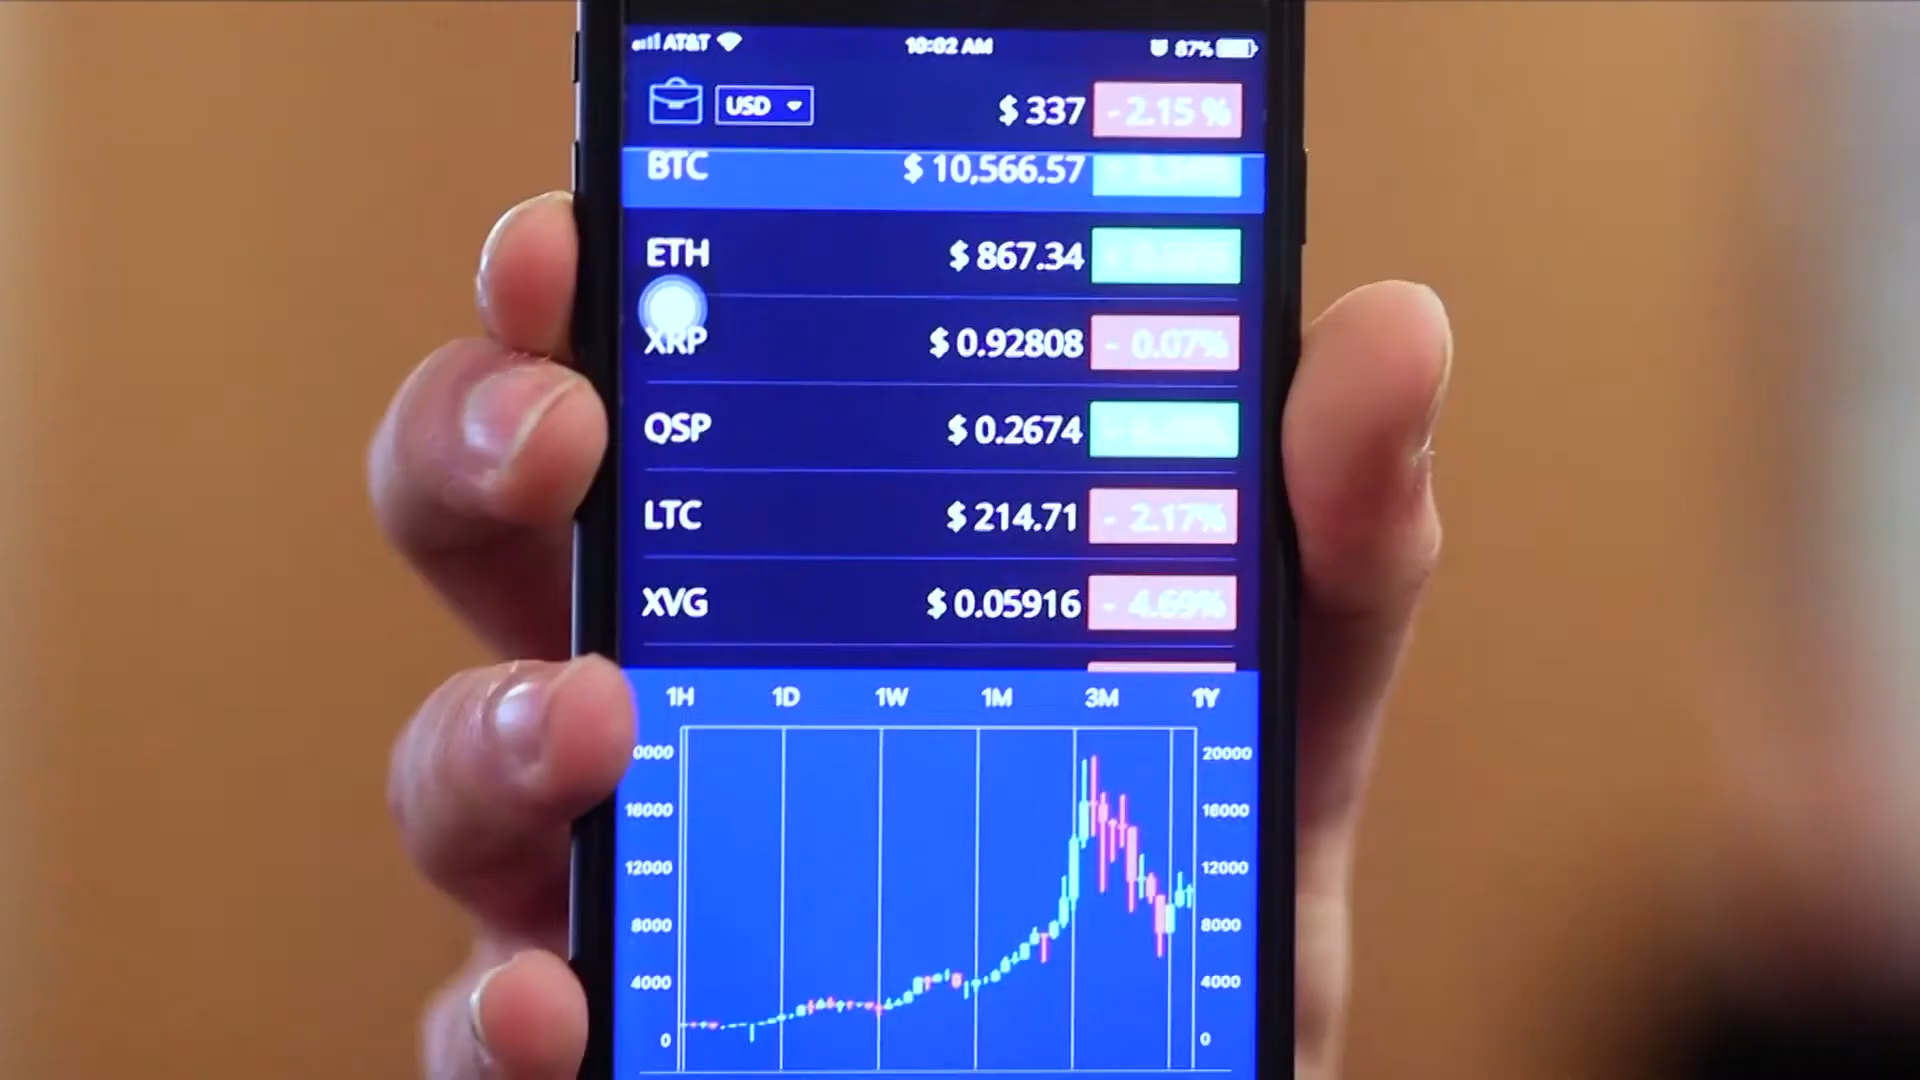 AT&T 10:02 AM 87%
USD $ 337 - 2.15 %
BTC $ 10,566.57
ETH $ 867.34
XRP $ 0.92808 - 0.07%
QSP $ 0.2674
LTC $ 214.71 - 2.17%
XVG $ 0.05916 - 4.69%
1H 1D 1W 1M 3M 1Y
0000 20000
16000 16000
12000 12000
8000 8000
4000 4000
0 0